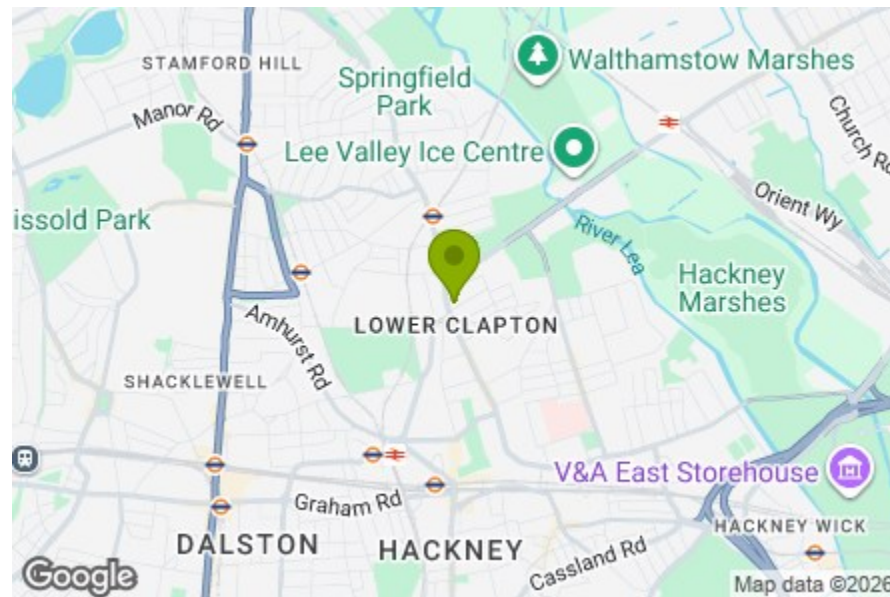 STAMFORD HILL
Walthamstow Marshes
Springfield
Park
Manor Rd
Church Rd
Lee Valley Ice Centre
Orient Wy
issold Park
River Lea
Hackney
Marshes
LOWER CLAPTON
Amhurst Rd
SHACKLEWELL
V&A East Storehouse
Graham Rd
HACKNEY WICK
DALSTON
HACKNEY
Cassland Rd
Google
Map data ©2026